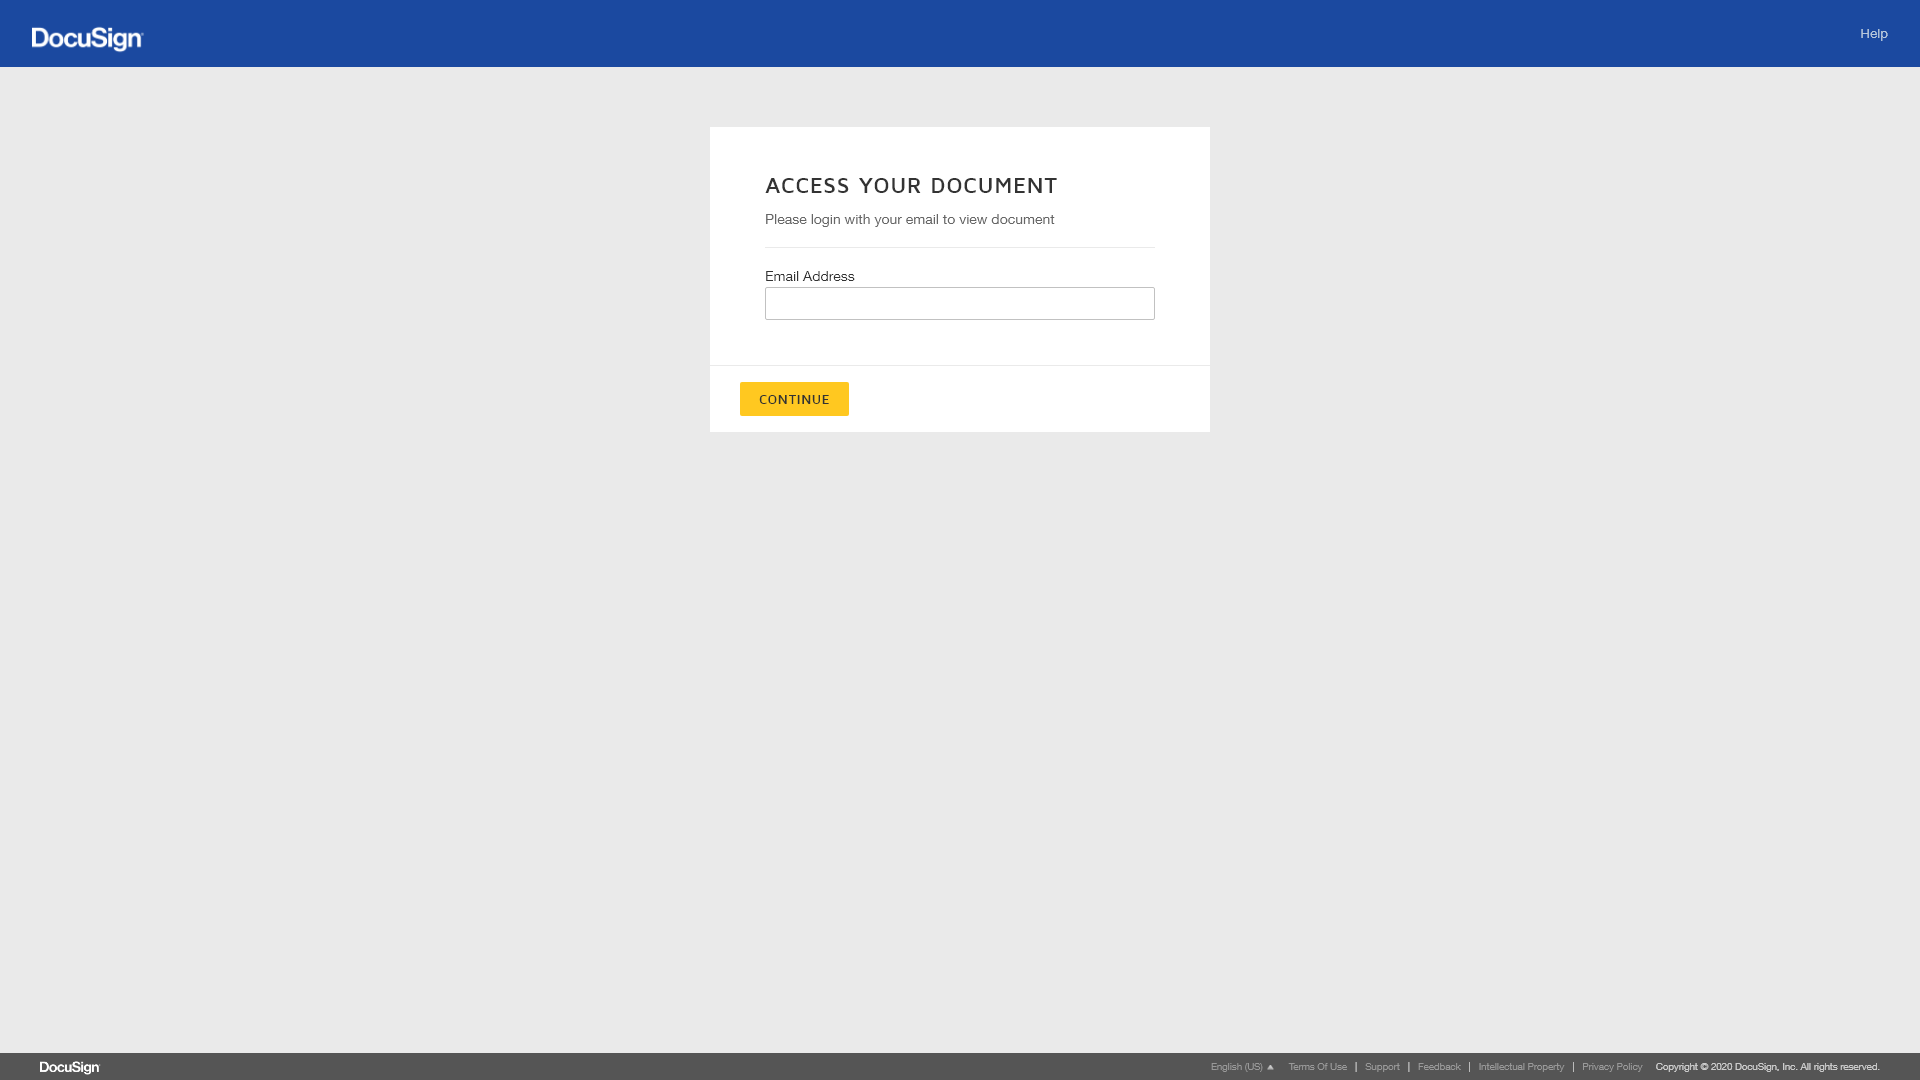 DocuSign
Help
ACCESS YOUR DOCUMENT
Please login with your email to view document
Email Address
CONTINUE
DocuSign
English (US) ▲ Terms Of Use | Support | Feedback | Intellectual Property | Privacy Policy Copyright © 2020 DocuSign, Inc. All rights reserved.